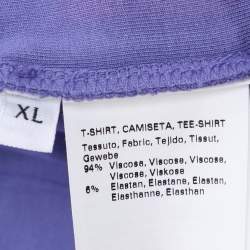 XL
T-SHIRT, CAMISETA, TEE-SHIRT
Tessuto, Fabric, Tejido, Tissut,
Gewebe
94% Viscosa, Viscose, Viscosa,
Viscose, Viskose
6% Elastan, Elastane, Elastan,
Elasthanne, Elasthan